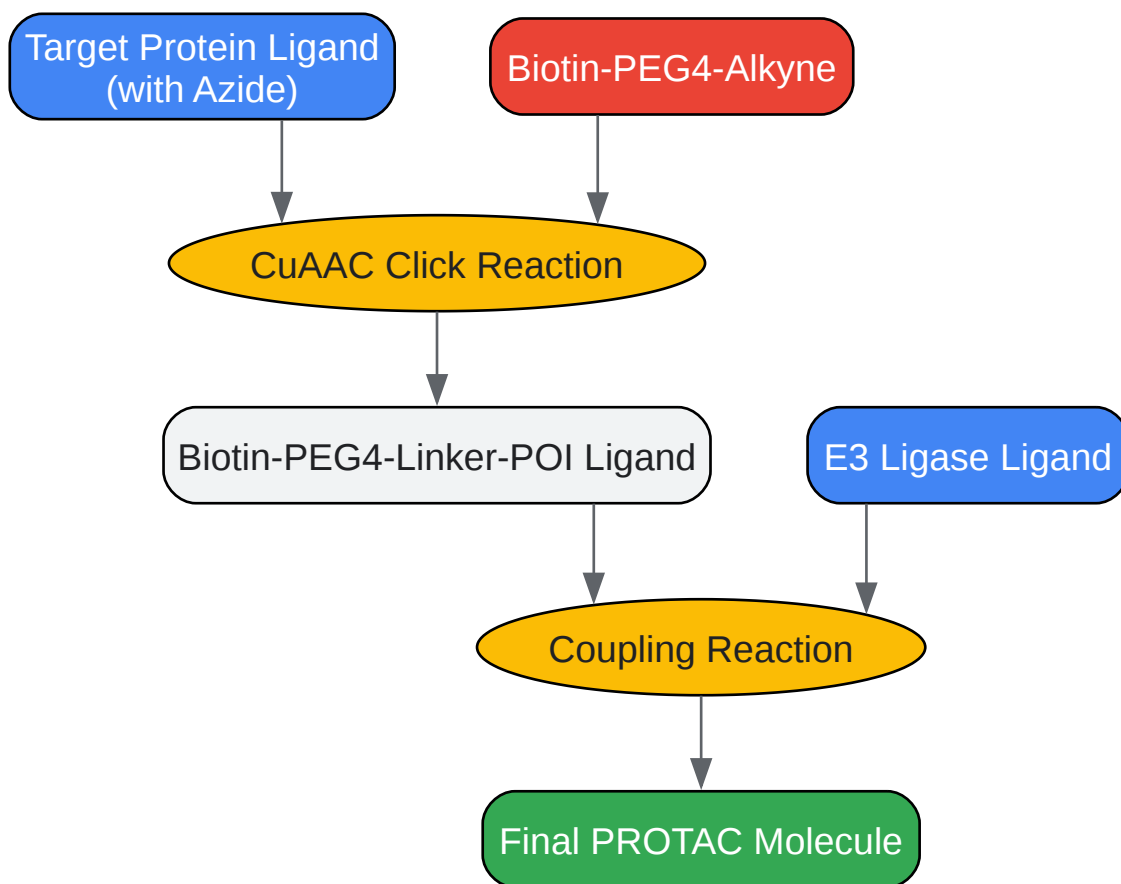 Target Protein Ligand
(with Azide)
Biotin-PEG4-Alkyne
CuAAC Click Reaction
Biotin-PEG4-Linker-POI Ligand
E3 Ligase Ligand
Coupling Reaction
Final PROTAC Molecule